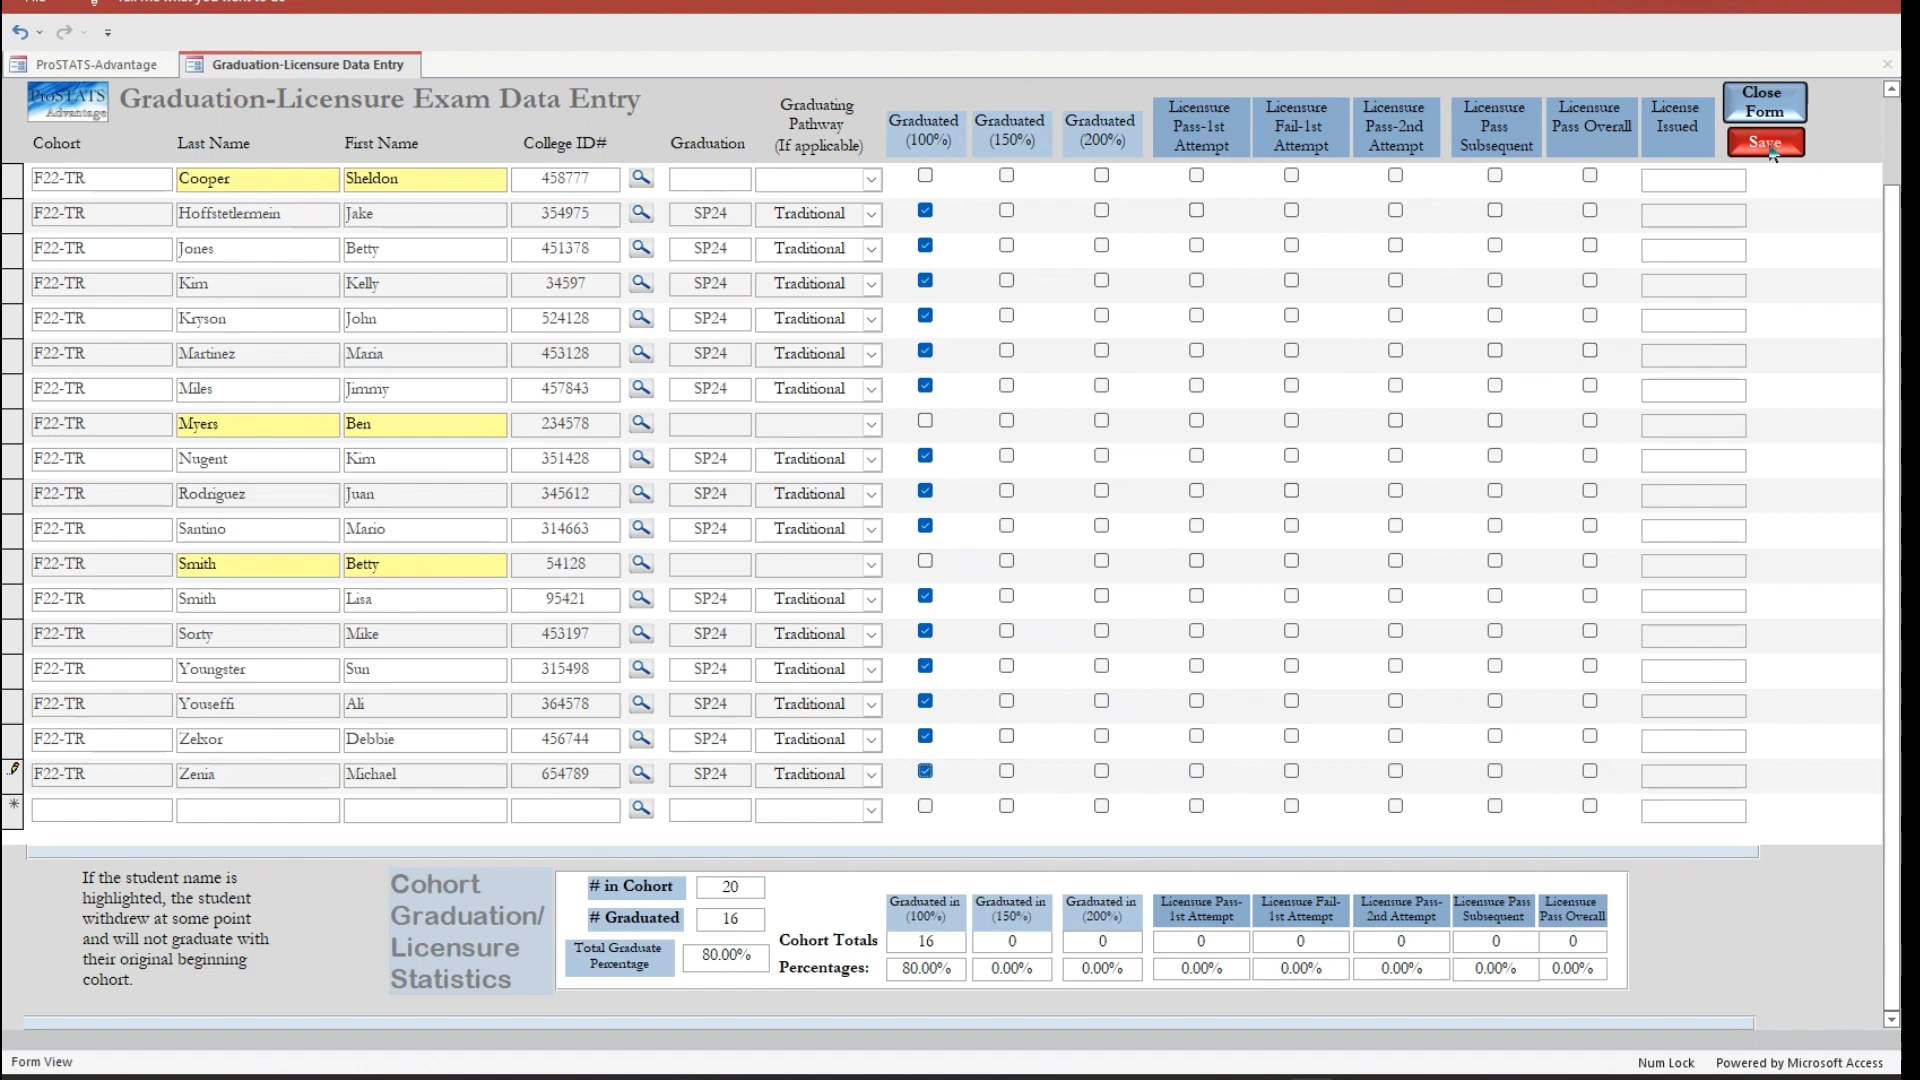 ProSTATS-Advantage Graduation-Licensure Data Entry
ProSTATS
Advantage
Graduation-Licensure Exam Data Entry
Cohort Last Name First Name College ID# Graduation
Graduating
Pathway
(If applicable)
Graduated
(100%)
Graduated
(150%)
Graduated
(200%)
Licensure
Pass-1st
Attempt
Licensure
Fail-1st
Attempt
Licensure
Pass-2nd
Attempt
Licensure
Pass
Subsequent
Licensure
Pass Overall
License
Issued
Close
Form
Save
F22-TR Cooper Sheldon 458777
F22-TR Hoffstetlermein Jake 354975 SP24 Traditional
F22-TR Jones Betty 451378 SP24 Traditional
F22-TR Kim Kelly 34597 SP24 Traditional
F22-TR Kryson John 524128 SP24 Traditional
F22-TR Martinez Maria 453128 SP24 Traditional
F22-TR Miles Jimmy 457843 SP24 Traditional
F22-TR Myers Ben 234578
F22-TR Nugent Kim 351428 SP24 Traditional
F22-TR Rodriguez Juan 345612 SP24 Traditional
F22-TR Santino Mario 314663 SP24 Traditional
F22-TR Smith Betty 54128
F22-TR Smith Lisa 95421 SP24 Traditional
F22-TR Sorty Mike 453197 SP24 Traditional
F22-TR Youngster Sun 315498 SP24 Traditional
F22-TR Youseffi Ali 364578 SP24 Traditional
F22-TR Zelxor Debbie 456744 SP24 Traditional
F22-TR Zenia Michael 654789 SP24 Traditional
If the student name is
highlighted, the student
withdrew at some point
and will not graduate with
their original beginning
cohort.
Cohort
Graduation/
Licensure
Statistics
# in Cohort 20
# Graduated 16
Total Graduate
Percentage
80.00%
Graduated in
(100%)
Graduated in
(150%)
Graduated in
(200%)
Licensure Pass-
1st Attempt
Licensure Fail-
1st Attempt
Licensure Pass-
2nd Attempt
Licensure Pass
Subsequent
Licensure
Pass Overall
Cohort Totals 16 0 0 0 0 0 0 0
Percentages: 80.00% 0.00% 0.00% 0.00% 0.00% 0.00% 0.00% 0.00%
Form View Num Lock Powered by Microsoft Access